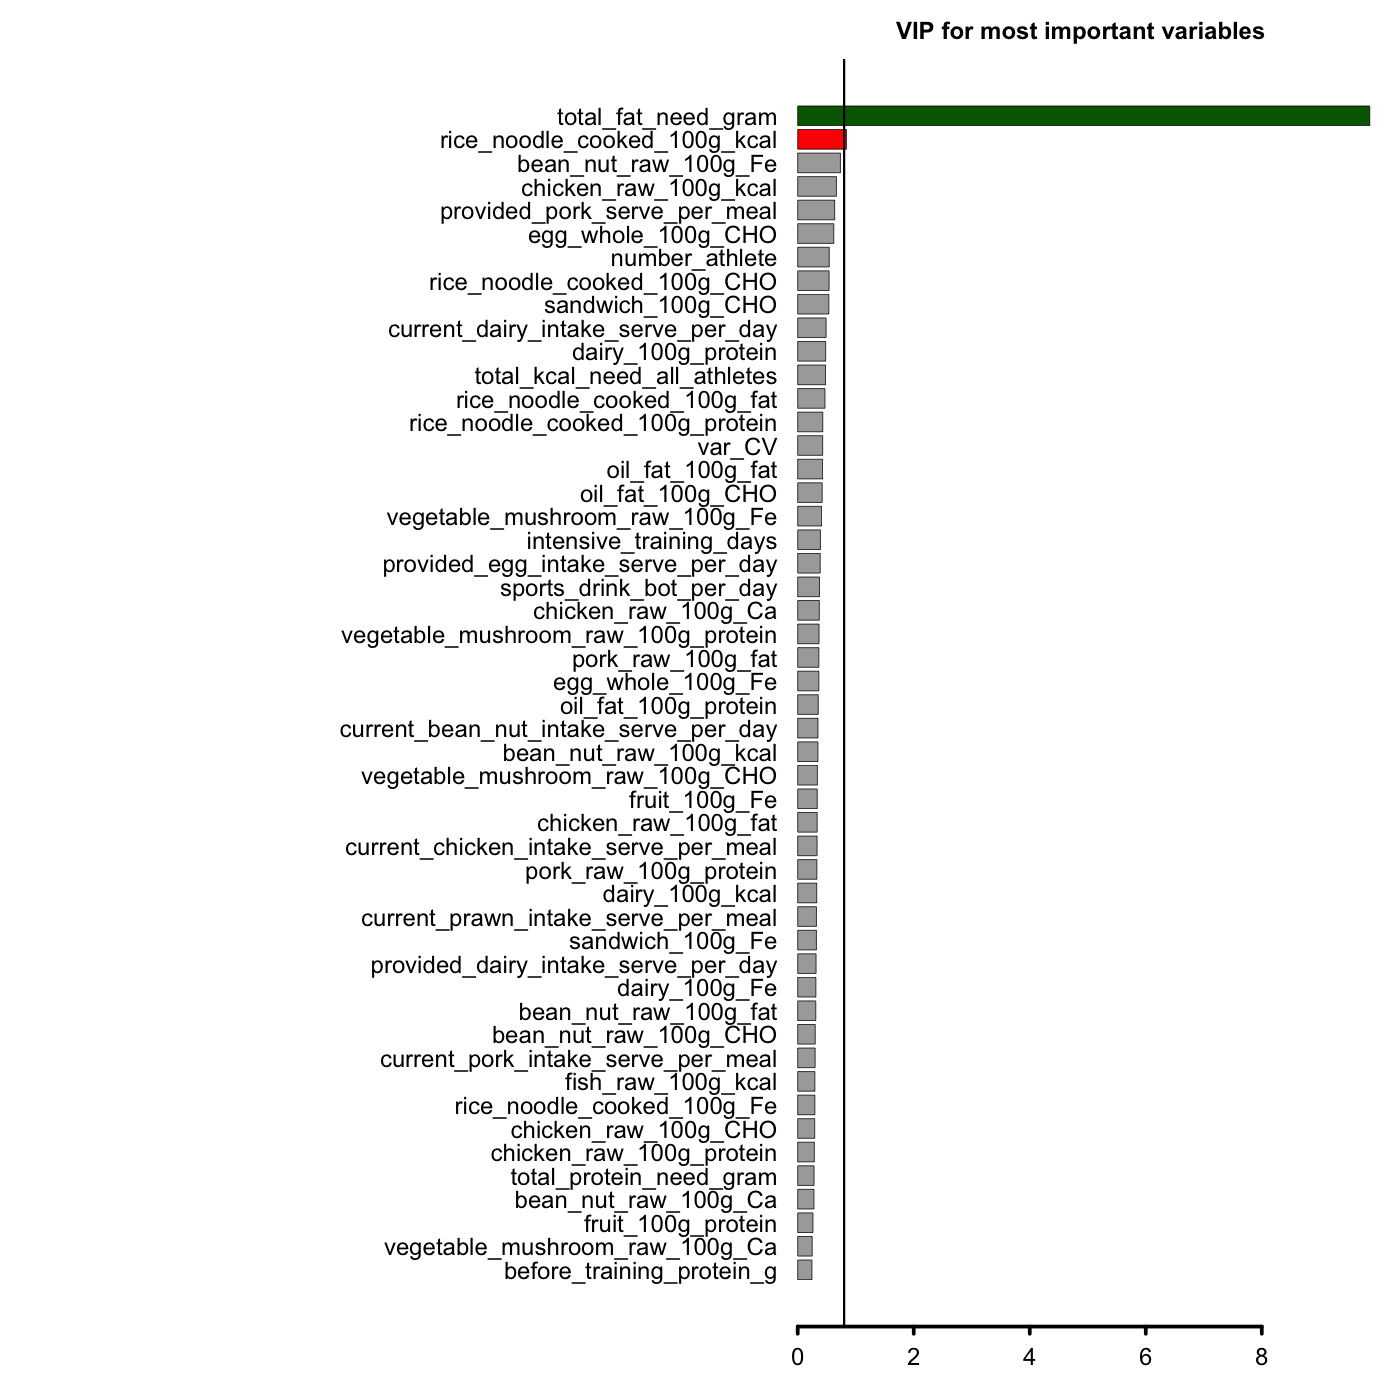 VIP for most important variables
total_fat_need_gram
rice_noodle_cooked_100g_kcal
bean_nut_raw_100g_Fe
chicken_raw_100g_kcal
provided_pork_serve_per_meal
egg_whole_100g_CHO
number_athlete
rice_noodle_cooked_100g_CHO
sandwich_100g_CHO
current_dairy_intake_serve_per_day
dairy_100g_protein
total_kcal_need_all_athletes
rice_noodle_cooked_100g_fat
rice_noodle_cooked_100g_protein
var_CV
oil_fat_100g_fat
oil_fat_100g_CHO
vegetable_mushroom_raw_100g_Fe
intensive_training_days
provided_egg_intake_serve_per_day
sports_drink_bot_per_day
chicken_raw_100g_Ca
vegetable_mushroom_raw_100g_protein
pork_raw_100g_fat
egg_whole_100g_Fe
oil_fat_100g_protein
current_bean_nut_intake_serve_per_day
bean_nut_raw_100g_kcal
vegetable_mushroom_raw_100g_CHO
fruit_100g_Fe
chicken_raw_100g_fat
current_chicken_intake_serve_per_meal
pork_raw_100g_protein
dairy_100g_kcal
current_prawn_intake_serve_per_meal
sandwich_100g_Fe
provided_dairy_intake_serve_per_day
dairy_100g_Fe
bean_nut_raw_100g_fat
bean_nut_raw_100g_CHO
current_pork_intake_serve_per_meal
fish_raw_100g_kcal
rice_noodle_cooked_100g_Fe
chicken_raw_100g_CHO
chicken_raw_100g_protein
total_protein_need_gram
bean_nut_raw_100g_Ca
fruit_100g_protein
vegetable_mushroom_raw_100g_Ca
before_training_protein_g
0 2 4 6 8